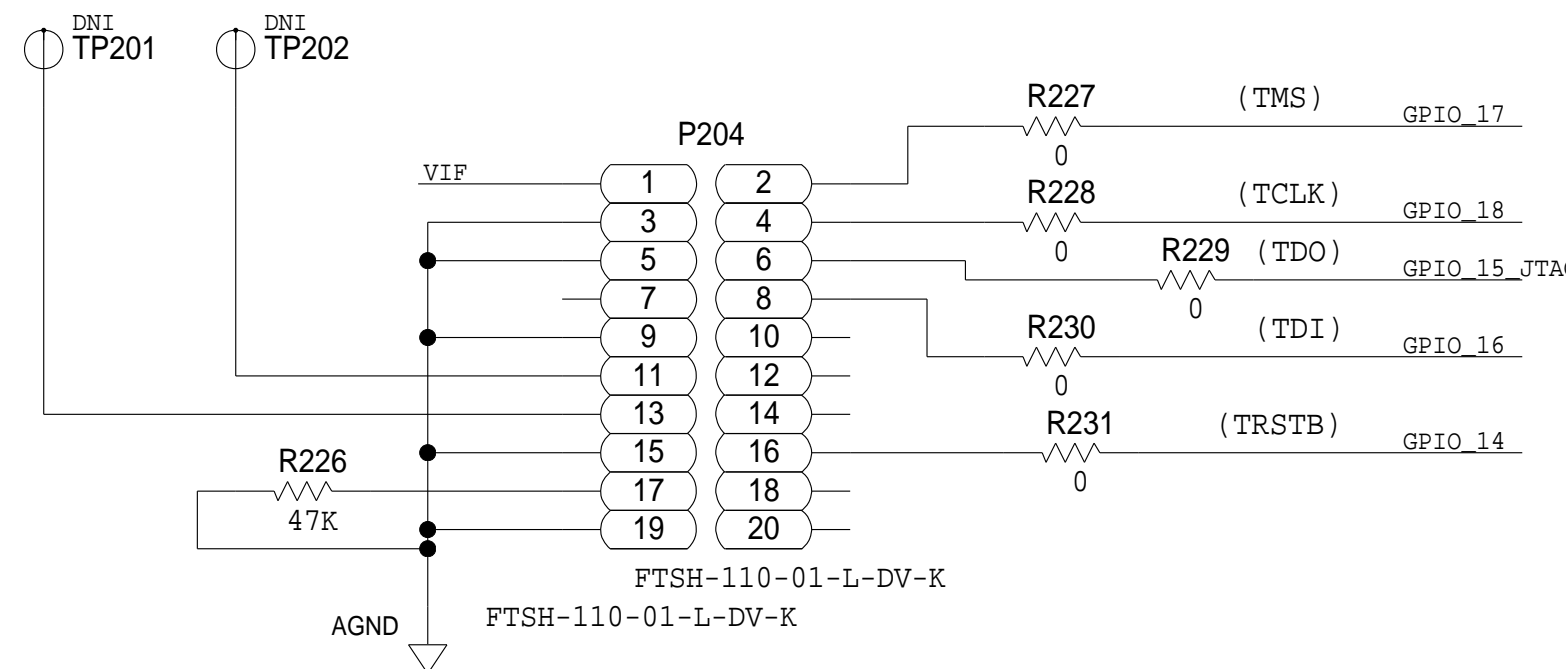 DNI
TP201
DNI
TP202
P204
R227
(TMS)
GPIO_17
0
VIF
1
2
R228
(TCLK)
GPIO_18
0
3
4
R229
(TDO)
GPIO_15_JTAG
0
5
6
7
8
R230
(TDI)
GPIO_16
0
9
10
11
12
13
14
R231
(TRSTB)
GPIO_14
0
15
16
R226
47K
17
18
19
20
FTSH-110-01-L-DV-K
FTSH-110-01-L-DV-K
AGND